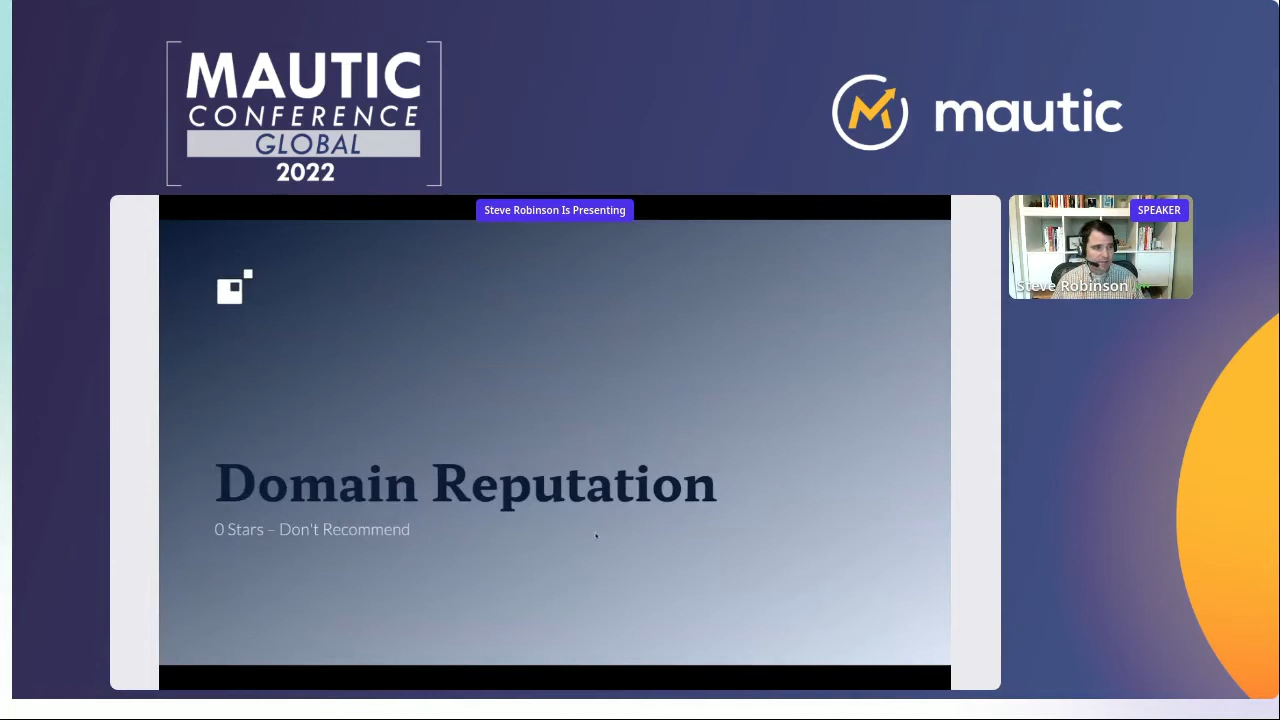 MAUTIC
CONFERENCE
GLOBAL
2022
mautic
Steve Robinson Is Presenting
SPEAKER
Steve Robinson
Domain Reputation
0 Stars – Don't Recommend